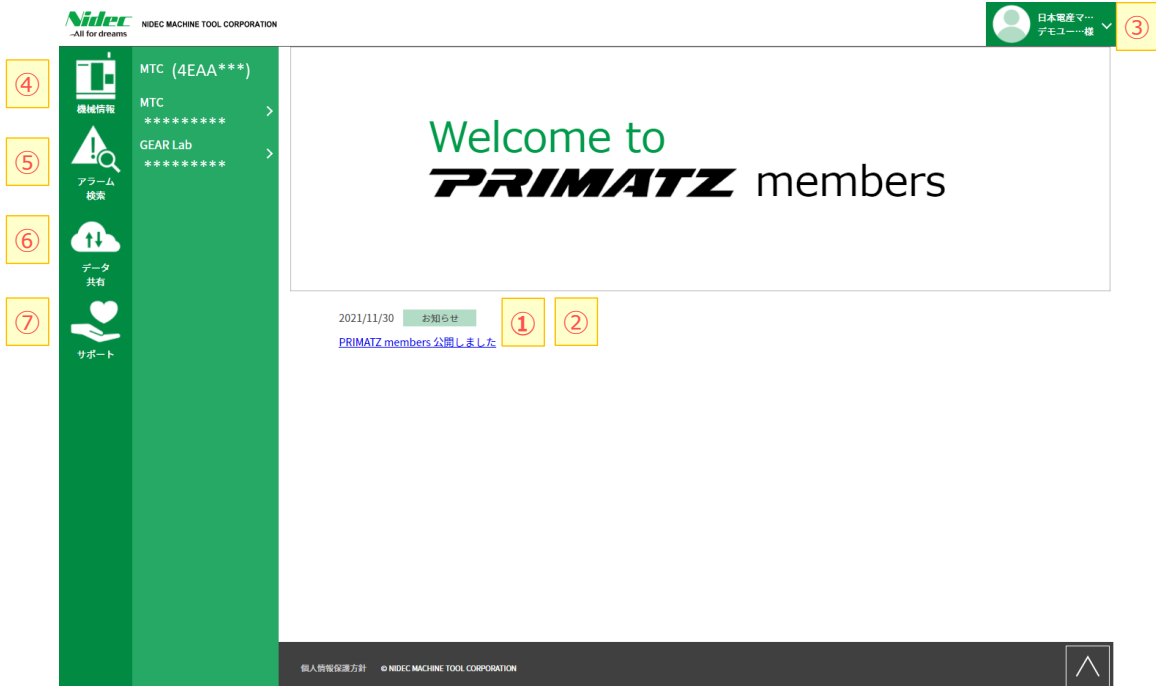 Nidec
-All for dreams
NIDEC MACHINE TOOL CORPORATION
日本電産マ…
デモユー…様
③
④
機械情報
⑤
アラーム
検索
⑥
データ
共有
⑦
サポート
MTC (4EAA***)
MTC
*********
GEAR Lab
*********
Welcome to
PRIMATZ members
2021/11/30 お知らせ ① ②
PRIMATZ members 公開しました
個人情報保護方針 © NIDEC MACHINE TOOL CORPORATION